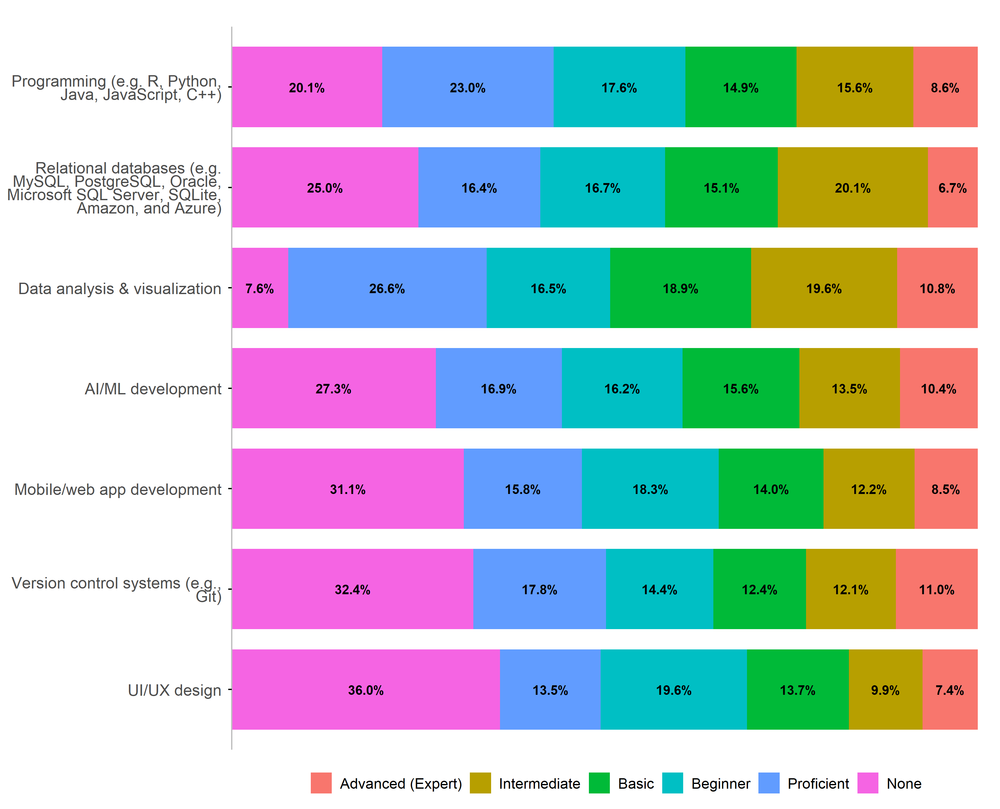 Programming (e.g. R, Python,
Java, JavaScript, C++)
20.1% 23.0% 17.6% 14.9% 15.6% 8.6%
Relational databases (e.g.
MySQL, PostgreSQL, Oracle,
Microsoft SQL Server, SQLite,
Amazon, and Azure)
25.0% 16.4% 16.7% 15.1% 20.1% 6.7%
Data analysis & visualization
7.6% 26.6% 16.5% 18.9% 19.6% 10.8%
AI/ML development
27.3% 16.9% 16.2% 15.6% 13.5% 10.4%
Mobile/web app development
31.1% 15.8% 18.3% 14.0% 12.2% 8.5%
Version control systems (e.g.,
Git)
32.4% 17.8% 14.4% 12.4% 12.1% 11.0%
UI/UX design
36.0% 13.5% 19.6% 13.7% 9.9% 7.4%
Advanced (Expert) Intermediate Basic Beginner Proficient None